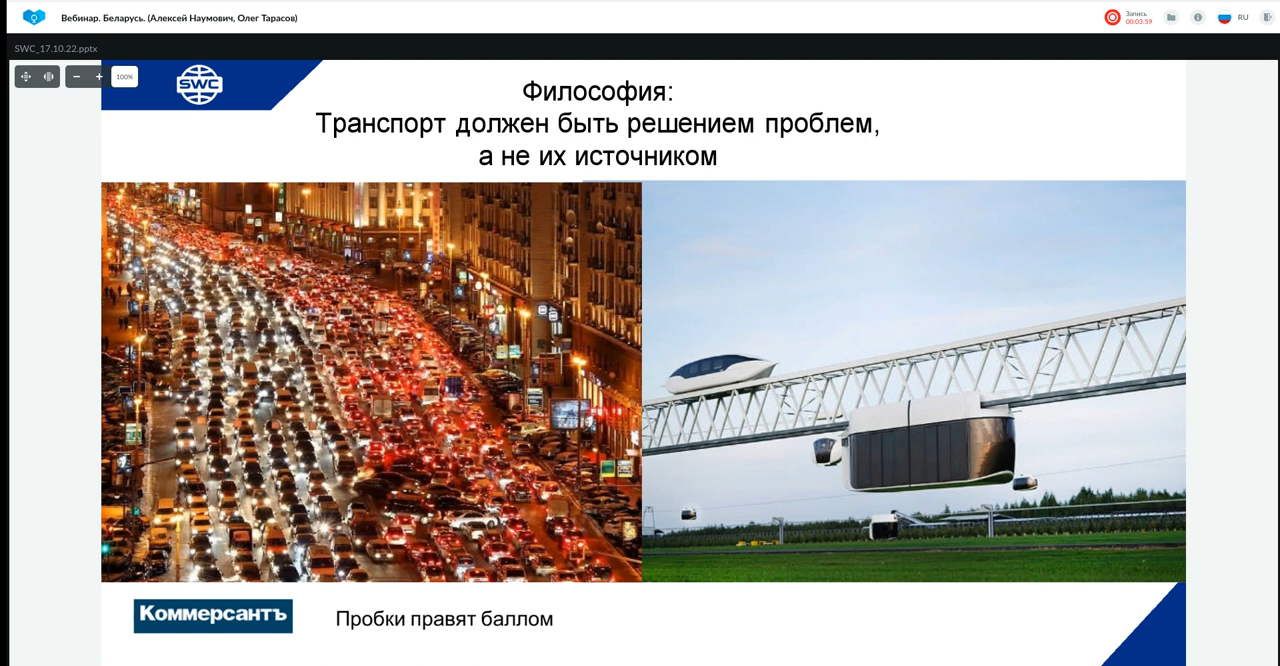 Вебинар. Беларусь. (Алексей Наумович, Олег Тарасов)
Запись
00:03:59
RU
SWC_17.10.22.pptx
100%
SWC
Философия:
Транспорт должен быть решением проблем,
а не их источником
Коммерсантъ
Пробки правят баллом